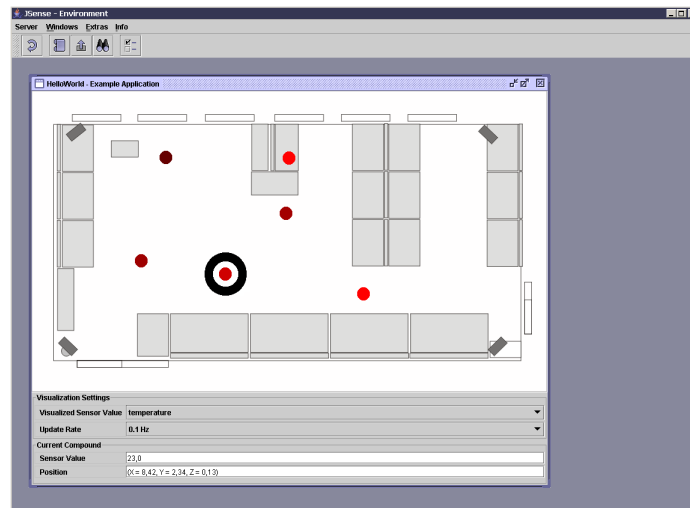 JSense - Environment
Server Windows Extras Info
HelloWorld - Example Application
Visualization Settings
Visualized Sensor Value temperature
Update Rate 0.1 Hz
Current Compound
Sensor Value 23,0
Position (X = 8,42, Y = 2,34, Z = 0,13)